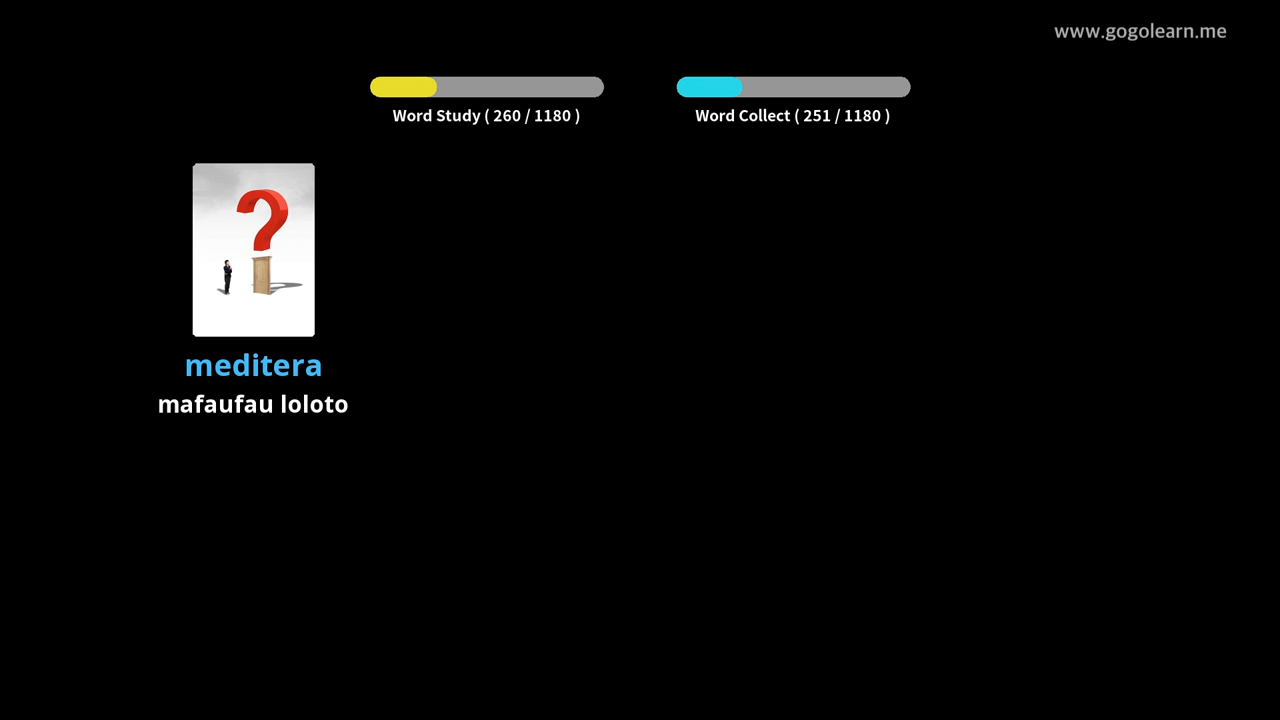 www.gogolearn.me
Word Study ( 260 / 1180 )
Word Collect ( 251 / 1180 )
meditera
mafaufau loloto